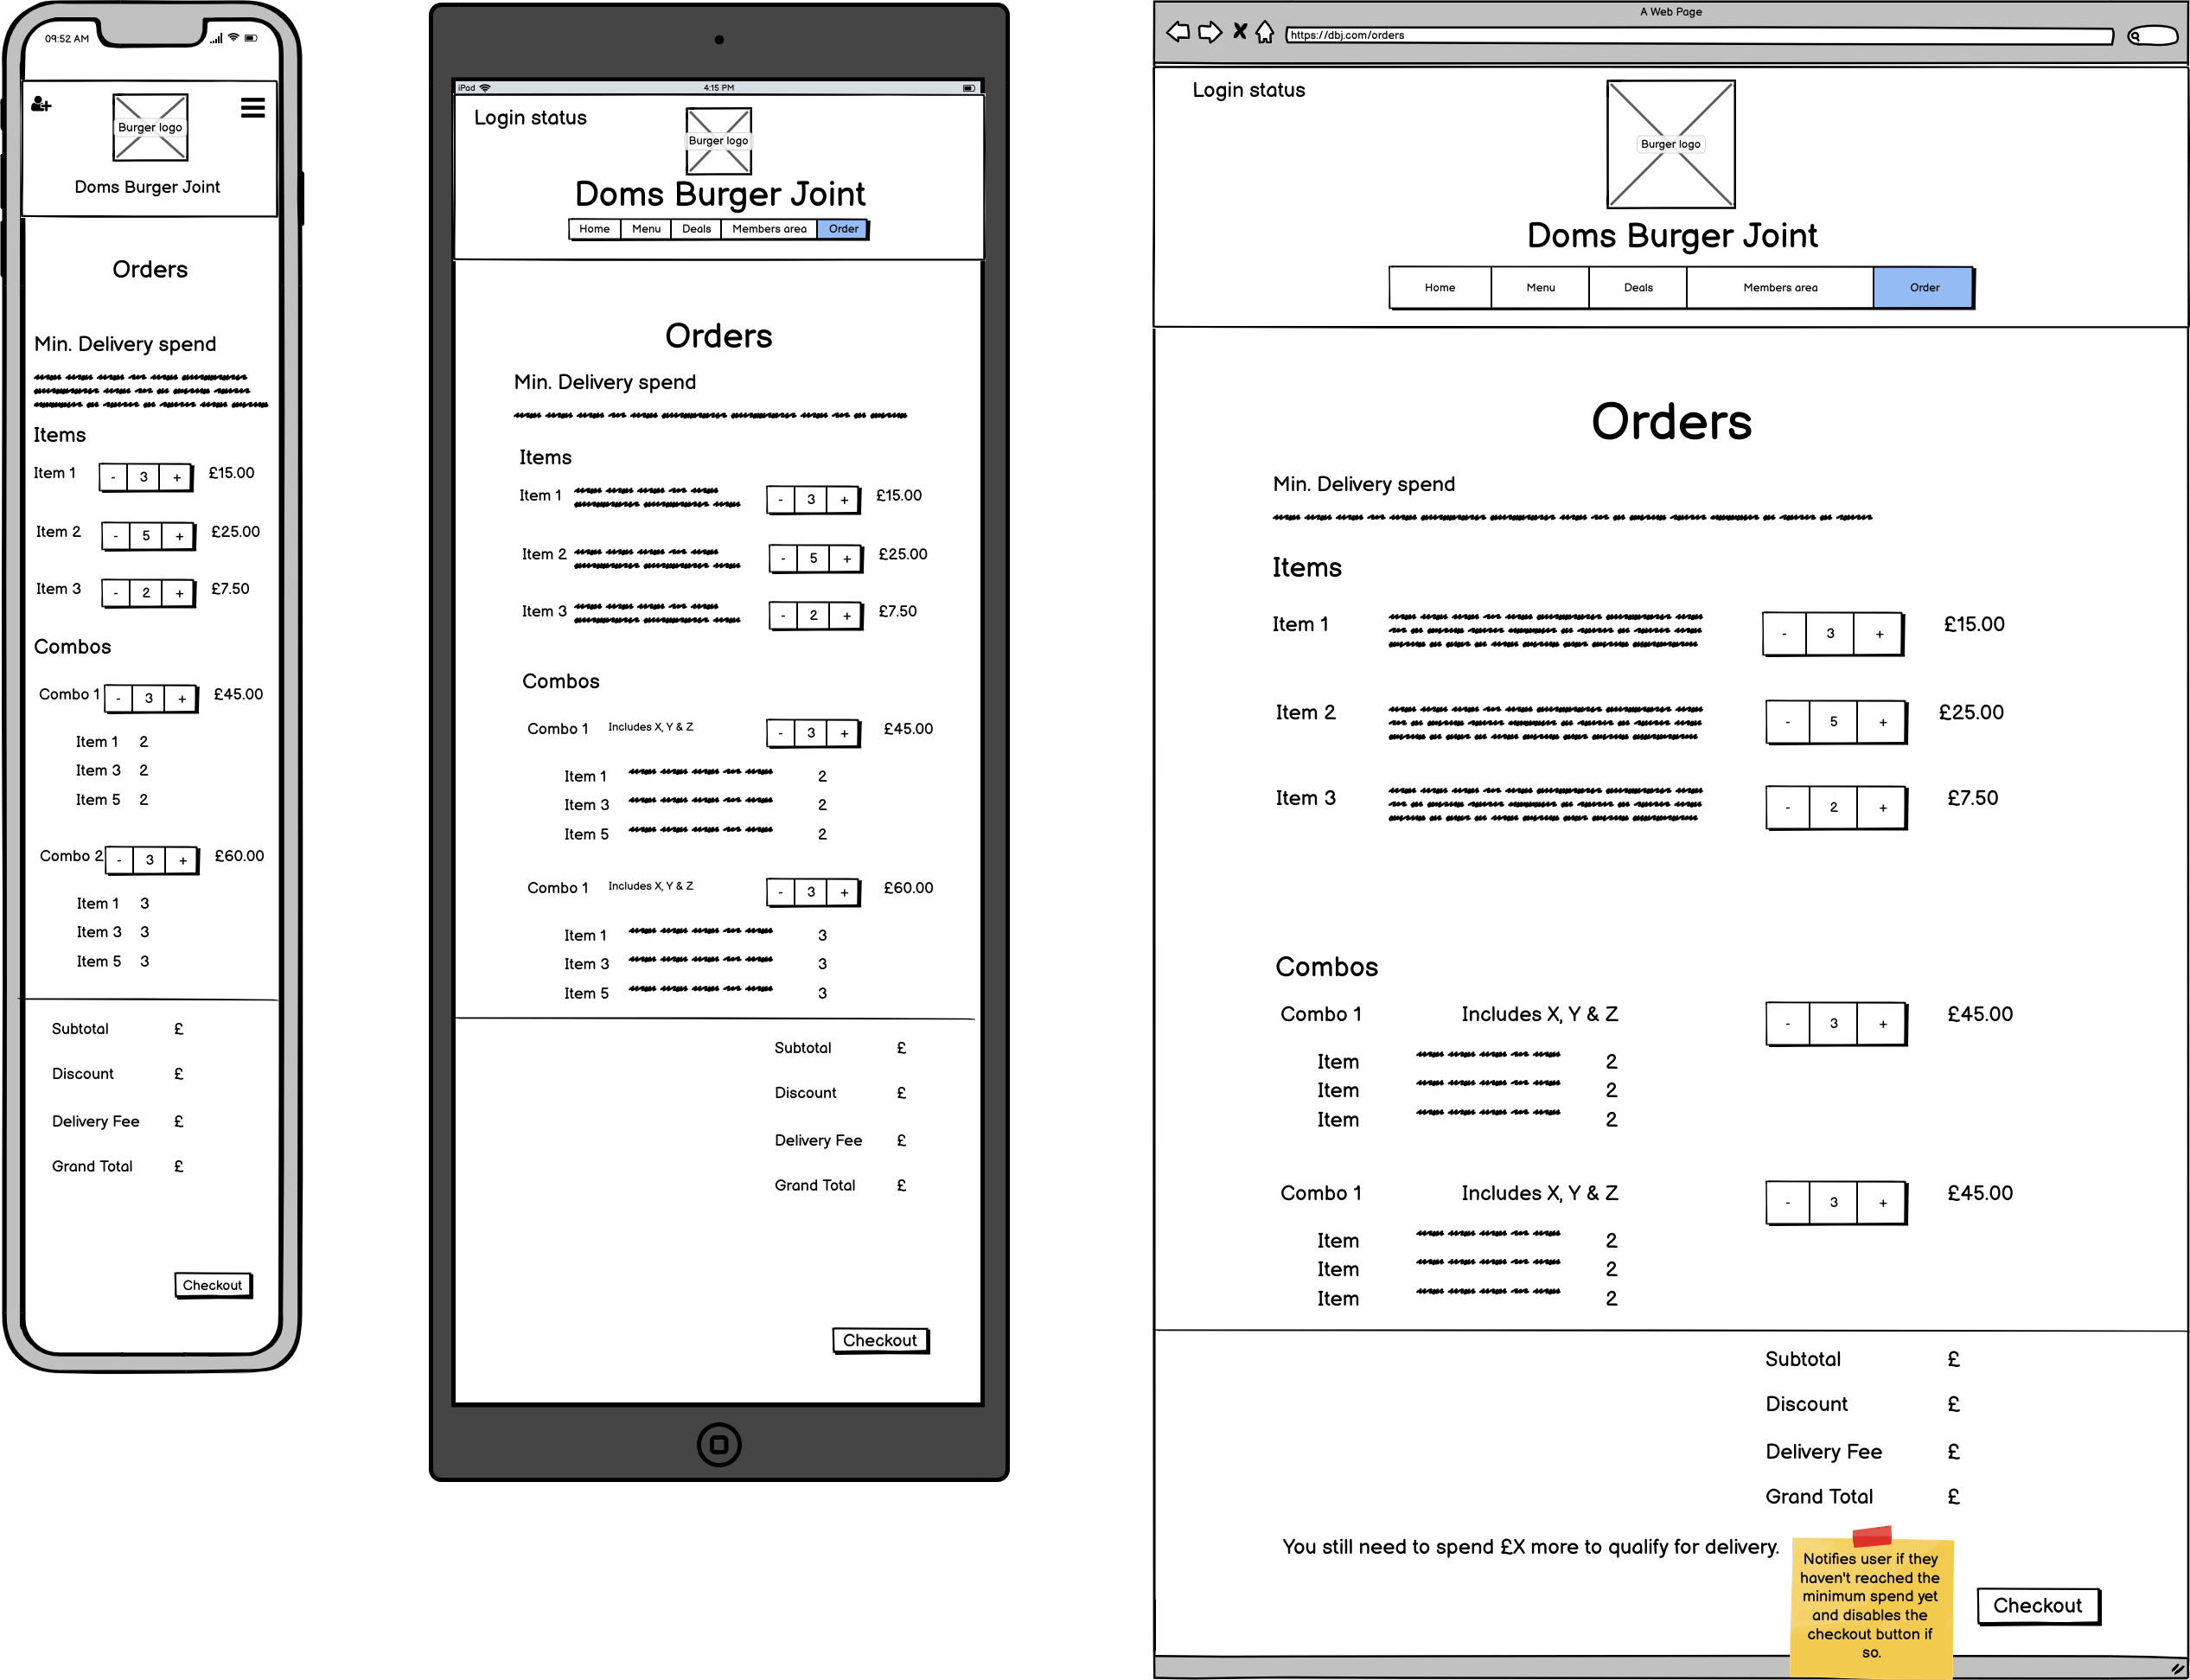 09:52 AM
Burger logo
Doms Burger Joint
Orders
Min. Delivery spend
Items
Item 1 - 3 + £15.00
Item 2 - 5 + £25.00
Item 3 - 2 + £7.50
Combos
Combo 1 - 3 + £45.00
Item 1 2
Item 3 2
Item 5 2
Combo 2 - 3 + £60.00
Item 1 3
Item 3 3
Item 5 3
Subtotal £
Discount £
Delivery Fee £
Grand Total £
Checkout
iPod 4:15 PM
Login status
Burger logo
Doms Burger Joint
Home Menu Deals Members area Order
Orders
Min. Delivery spend
Items
Item 1 - 3 + £15.00
Item 2 - 5 + £25.00
Item 3 - 2 + £7.50
Combos
Combo 1 Includes X, Y & Z - 3 + £45.00
Item 1 2
Item 3 2
Item 5 2
Combo 1 Includes X, Y & Z - 3 + £60.00
Item 1 3
Item 3 3
Item 5 3
Subtotal £
Discount £
Delivery Fee £
Grand Total £
Checkout
A Web Page
https://dbj.com/orders
Login status
Burger logo
Doms Burger Joint
Home Menu Deals Members area Order
Orders
Min. Delivery spend
Items
Item 1 - 3 + £15.00
Item 2 - 5 + £25.00
Item 3 - 2 + £7.50
Combos
Combo 1 Includes X, Y & Z - 3 + £45.00
Item 2
Item 2
Item 2
Combo 1 Includes X, Y & Z - 3 + £45.00
Item 2
Item 2
Item 2
Subtotal £
Discount £
Delivery Fee £
Grand Total £
You still need to spend £X more to qualify for delivery.
Notifies user if they
haven't reached the
minimum spend yet
and disables the
checkout button if
so.
Checkout